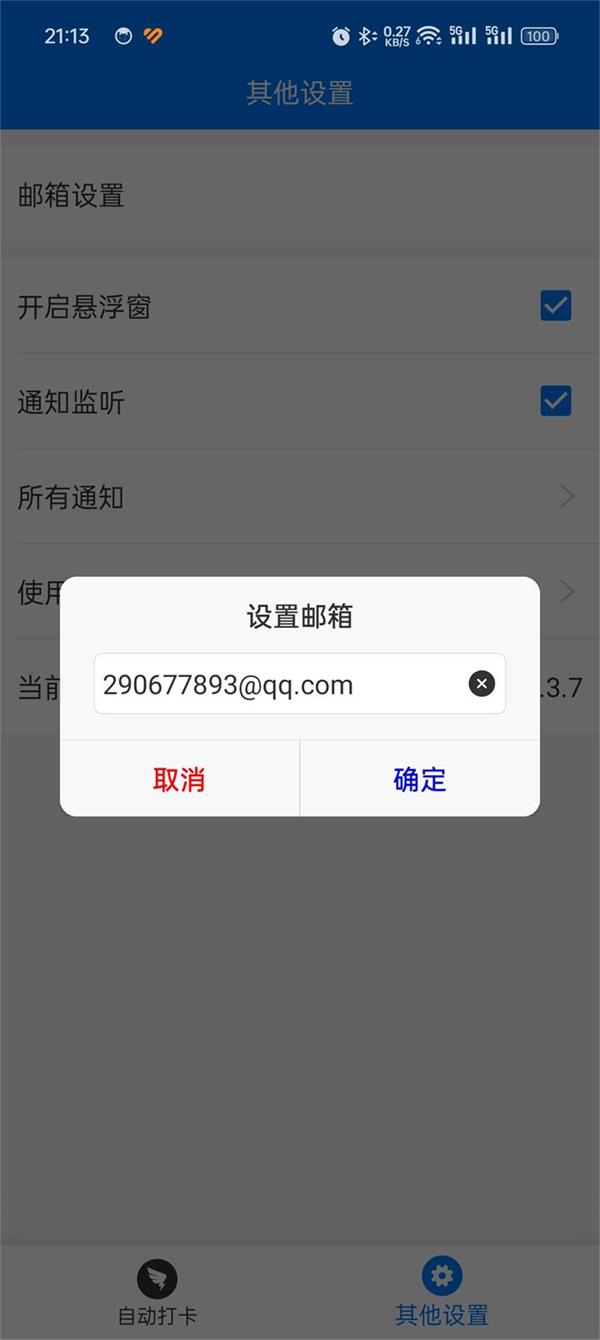 21:13 0.27 KB/S 5G 5G 100
其他设置
邮箱设置
开启悬浮窗
通知监听
所有通知
使用
设置邮箱
290677893@qq.com
当前 .3.7
取消 确定
自动打卡 其他设置